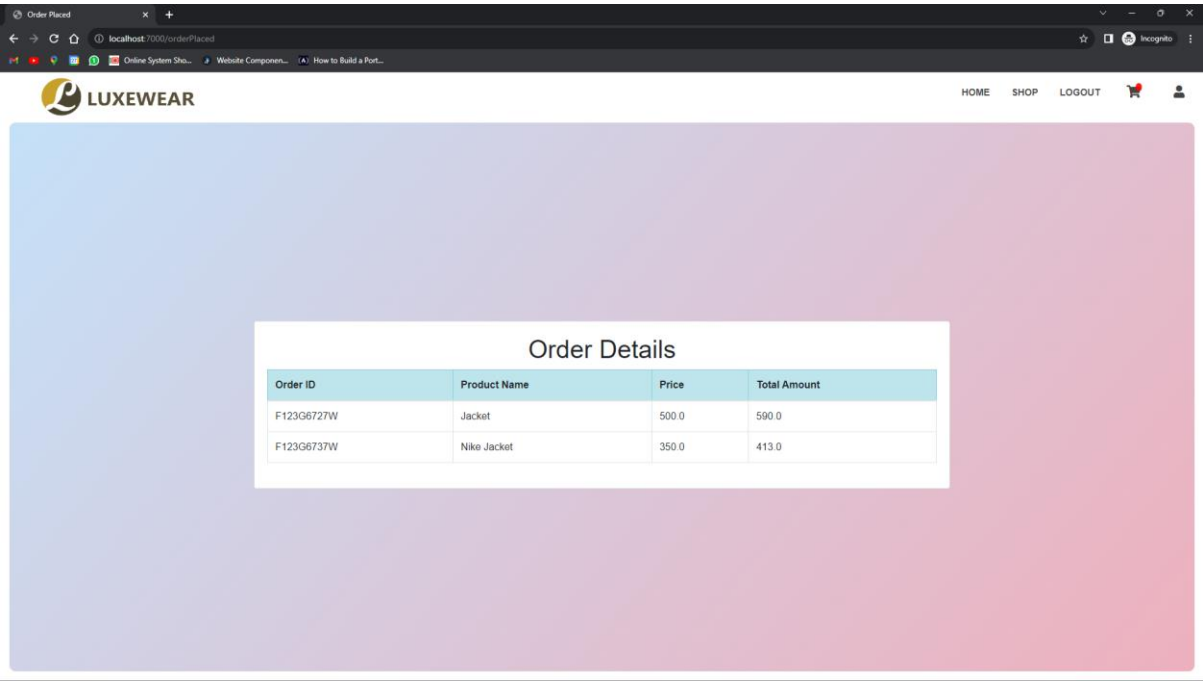 Order Placed
localhost:7000/orderPlaced
Incognito
Online System Sho... Website Componen... How to Build a Port...
L LUXEWEAR HOME SHOP LOGOUT
Order Details
Order ID Product Name Price Total Amount
F123G6727W Jacket 500.0 590.0
F123G6737W Nike Jacket 350.0 413.0